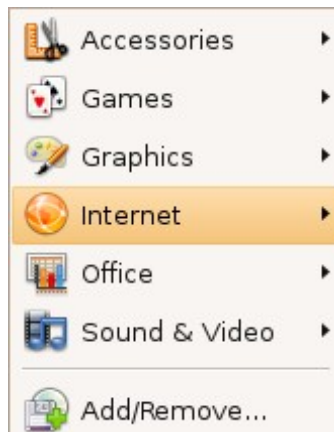 Accessories
Games
Graphics
Internet
Office
Sound & Video
Add/Remove...